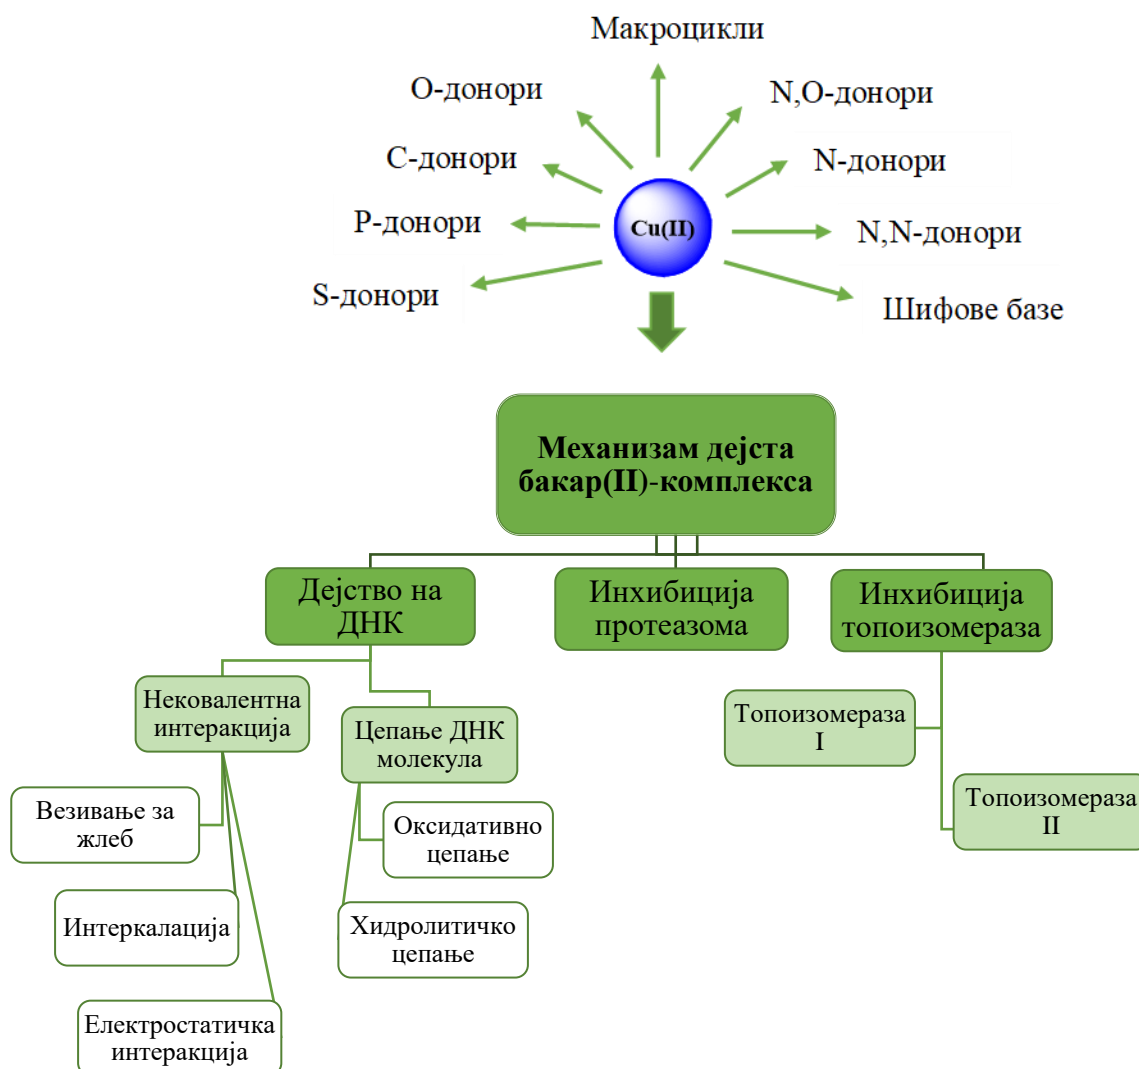 Макроцикли
О-донори
N,O-донори
С-донори
N-донори
Р-донори
Cu(II)
N,N-донори
S-донори
Шифове базе
Механизам дејста
бакар(II)-комплекса
Дејство на
ДНК
Инхибиција
протеазома
Инхибиција
топоизомераза
Нековалентна
интеракција
Цепање ДНК
молекула
Топоизомераза
I
Топоизомераза
II
Везивање за
жлеб
Оксидативно
цепање
Интеркалација
Хидролитичко
цепање
Електростатичка
интеракција